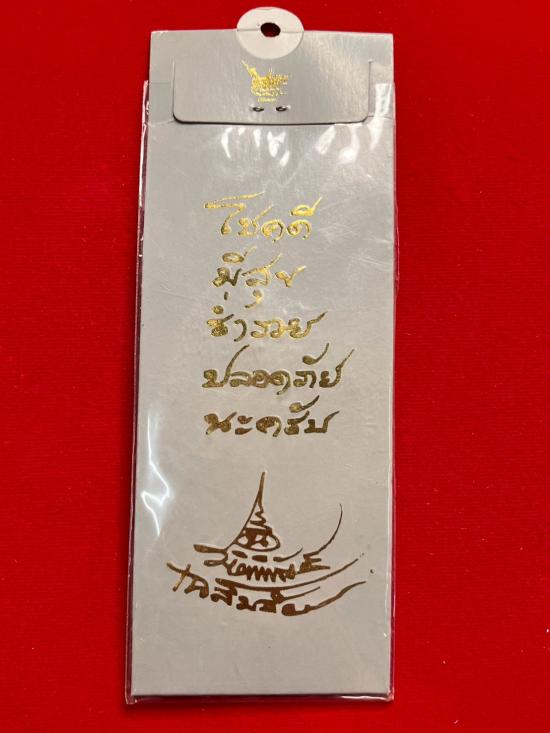 โชคดี
มีสุข
ร่ำรวย
ปลอดภัย
นะครับ